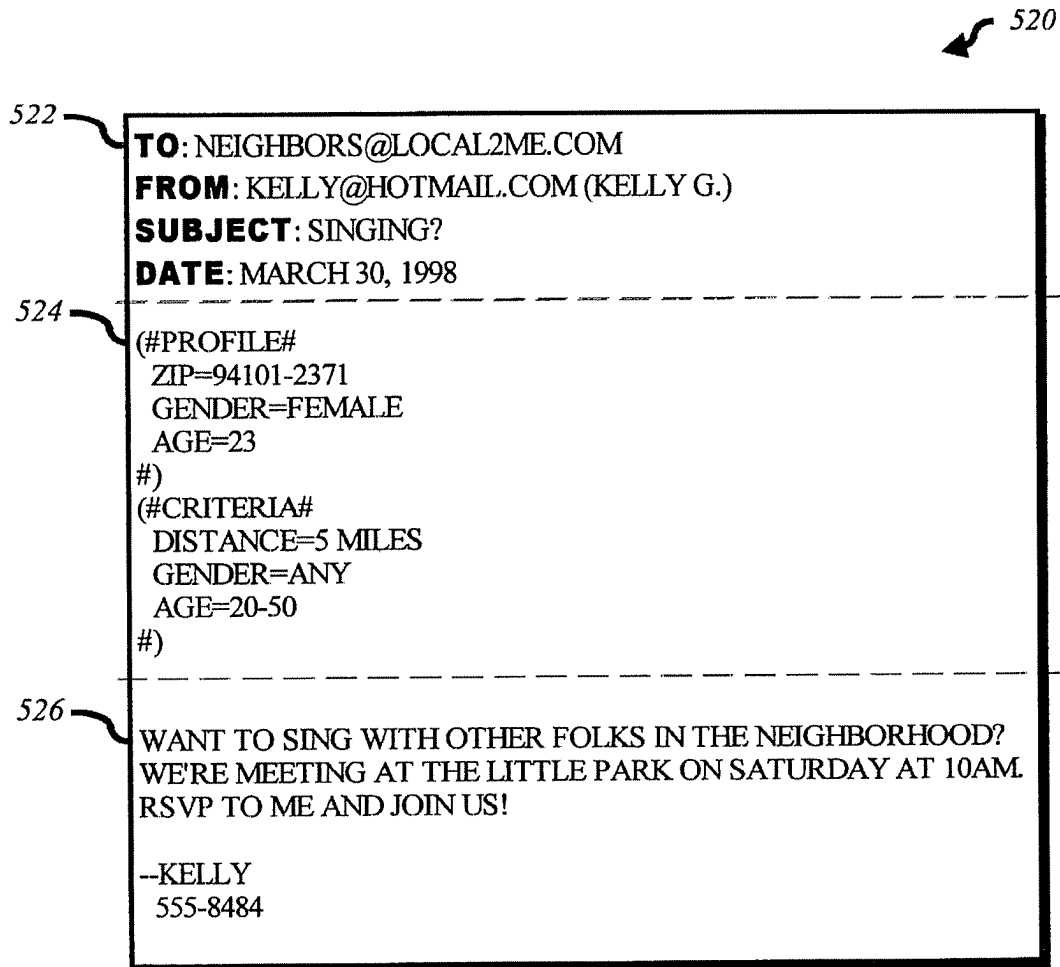 520
522
TO: NEIGHBORS@LOCAL2ME.COM
FROM: KELLY@HOTMAIL.COM (KELLY G.)
SUBJECT: SINGING?
DATE: MARCH 30, 1998
524
(#PROFILE#
ZIP=94101-2371
GENDER=FEMALE
AGE=23
#)
(#CRITERIA#
DISTANCE=5 MILES
GENDER=ANY
AGE=20-50
#)
526
WANT TO SING WITH OTHER FOLKS IN THE NEIGHBORHOOD?
WE'RE MEETING AT THE LITTLE PARK ON SATURDAY AT 10AM.
RSVP TO ME AND JOIN US!
--KELLY
555-8484